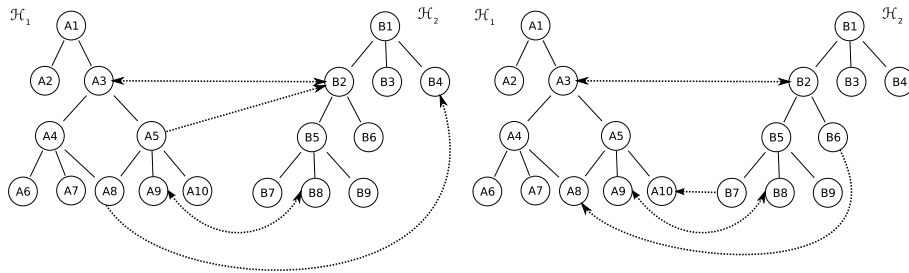 ℋ1 A1 B1 ℋ2
A2 A3 B2 B3 B4
A4 A5 B5 B6
A6 A7 A8 A9 A10 B7 B8 B9
ℋ1 A1 B1 ℋ2
A2 A3 B2 B3 B4
A4 A5 B5 B6
A6 A7 A8 A9 A10 B7 B8 B9